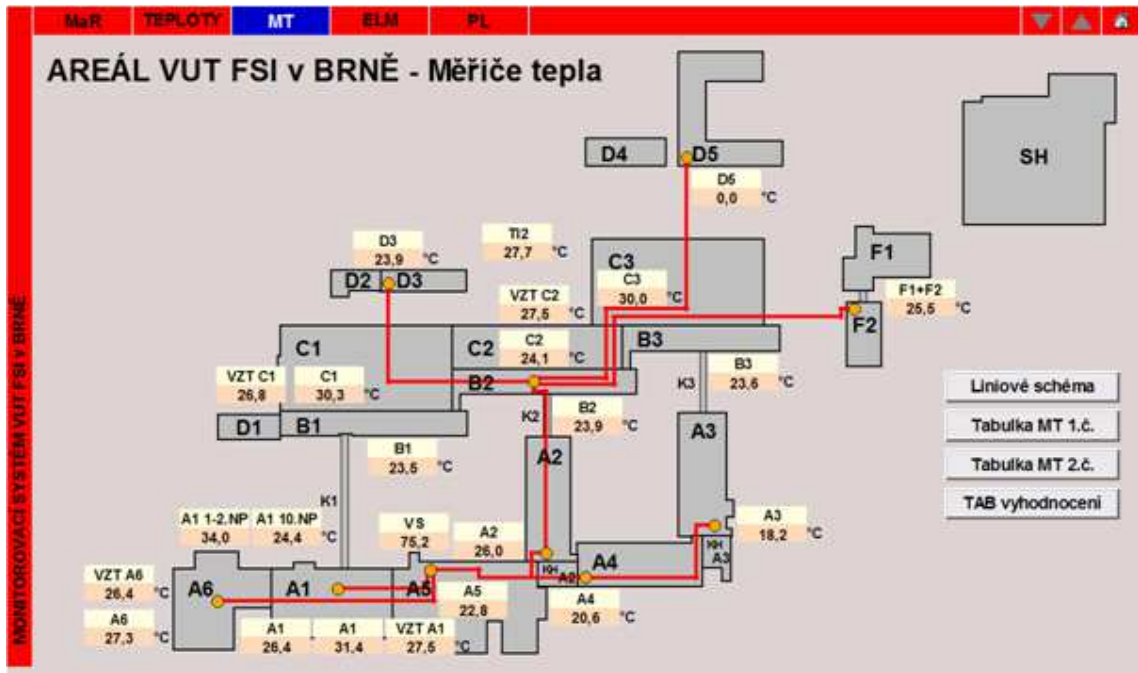 MaR TEPLOTY MT ELM PL
AREÁL VUT FSI v BRNĚ - Měřiče tepla
MONITOROVACÍ SYSTÉM VUT FSI v BRNĚ
D4
D5
SH
D5
0,0 °C
D3
23,9 °C
TI2
27,7 °C
D2
D3
C3
C3
30,0 °C
F1
F1+F2
25,5 °C
F2
VZT C2
27,5 °C
C1
C2
C2
24,1 °C
B3
B3
23,6 °C
VZT C1
26,8 °C
C1
30,3 °C
B2
K3
Liniové schéma
B2
23,9 °C
K2
D1
B1
A3
Tabulka MT 1.č.
B1
23,5 °C
A2
Tabulka MT 2.č.
K1
TAB vyhodnocení
A1 1-2.NP
34,0
A1 10.NP
24,4 °C
VS
75,2 °C
A2
26,0 °C
A3
18,2 °C
KH
A3
VZT A6
26,4 °C
A6
A1
A5
KH
A2
A4
A5
22,8 °C
A4
20,6 °C
A6
27,3 °C
A1
26,4
A1
31,4
VZT A1
27,5 °C